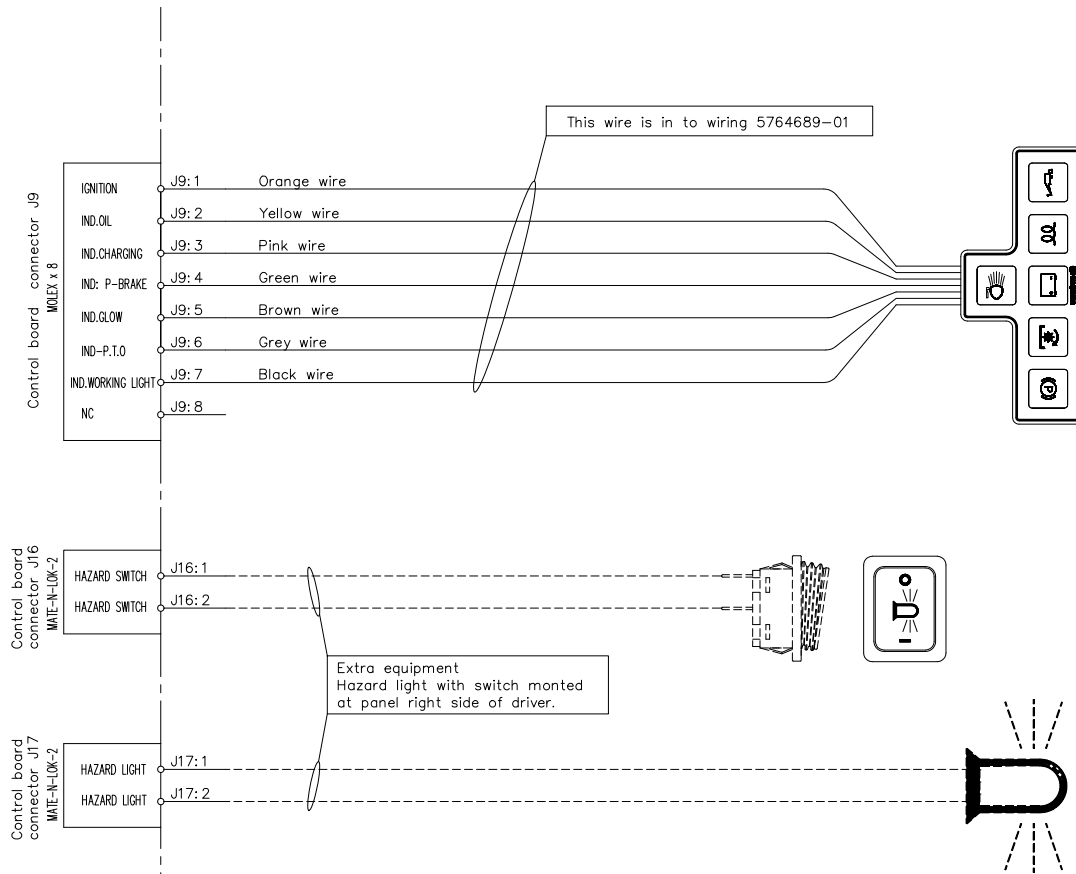 This wire is in to wiring 5764689-01
Control board connector J9
MOLEX x 8
IGNITION J9:1 Orange wire
IND.OIL J9:2 Yellow wire
IND.CHARGING J9:3 Pink wire
IND: P-BRAKE J9:4 Green wire
IND.GLOW J9:5 Brown wire
IND-P.T.O J9:6 Grey wire
IND.WORKING LIGHT J9:7 Black wire
NC J9:8
(P)
Control board
connector J16
MATE-N-LOK-2
HAZARD SWITCH J16:1
HAZARD SWITCH J16:2
Extra equipment
Hazard light with switch monted
at panel right side of driver.
Control board
connector J17
MATE-N-LOK-2
HAZARD LIGHT J17:1
HAZARD LIGHT J17:2